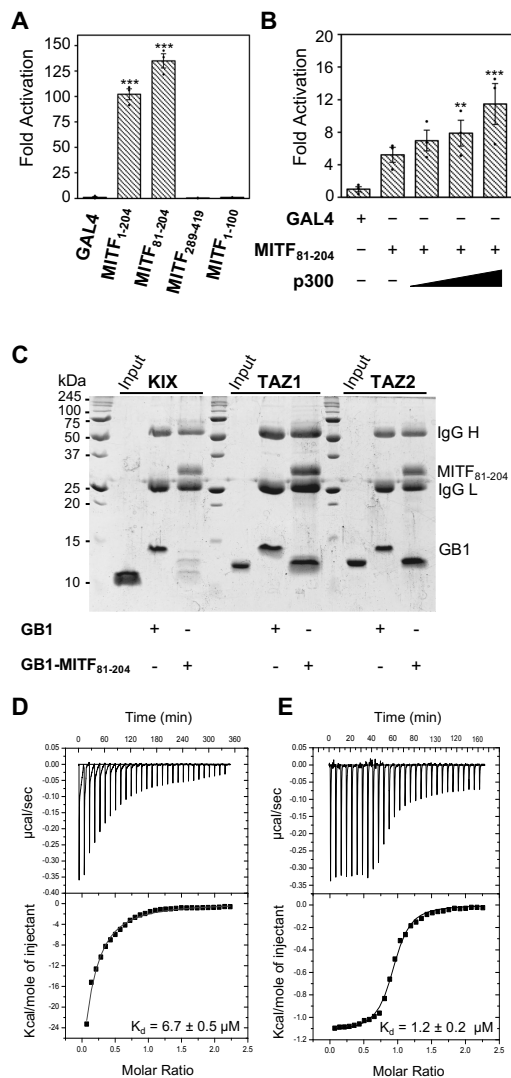 A
Fold Activation
150
125
100
75
50
25
0
***
***
GAL4
MITF1-204
MITF81-204
MITF289-419
MITF1-100
B
Fold Activation
20
16
12
8
4
0
**
***
GAL4 + – – – –
MITF81-204 – + + + +
p300 – –
C
kDa
245
100
75
50
37
25
20
15
10
Input KIX
Input TAZ1
Input TAZ2
IgG H
MITF81-204
IgG L
GB1
GB1 + - + - + -
GB1-MITF81-204 - + - + - +
D
Time (min)
0 60 120 180 240 300 360
µcal/sec
0.05
0.00
-0.05
-0.10
-0.15
-0.20
-0.25
-0.30
-0.35
-0.40
Kcal/mole of injectant
0
-4
-8
-12
-16
-20
-24
Kd = 6.7 ± 0.5 µM
0.0 0.5 1.0 1.5 2.0 2.5
Molar Ratio
E
Time (min)
0 20 40 60 80 100 120 160
µcal/sec
0.05
0.00
-0.05
-0.10
-0.15
-0.20
-0.25
-0.30
-0.35
Kcal/mole of injectant
0.0
-0.2
-0.4
-0.6
-0.8
-1.0
-1.2
Kd = 1.2 ± 0.2 µM
0.0 0.5 1.0 1.5 2.0 2.5
Molar Ratio